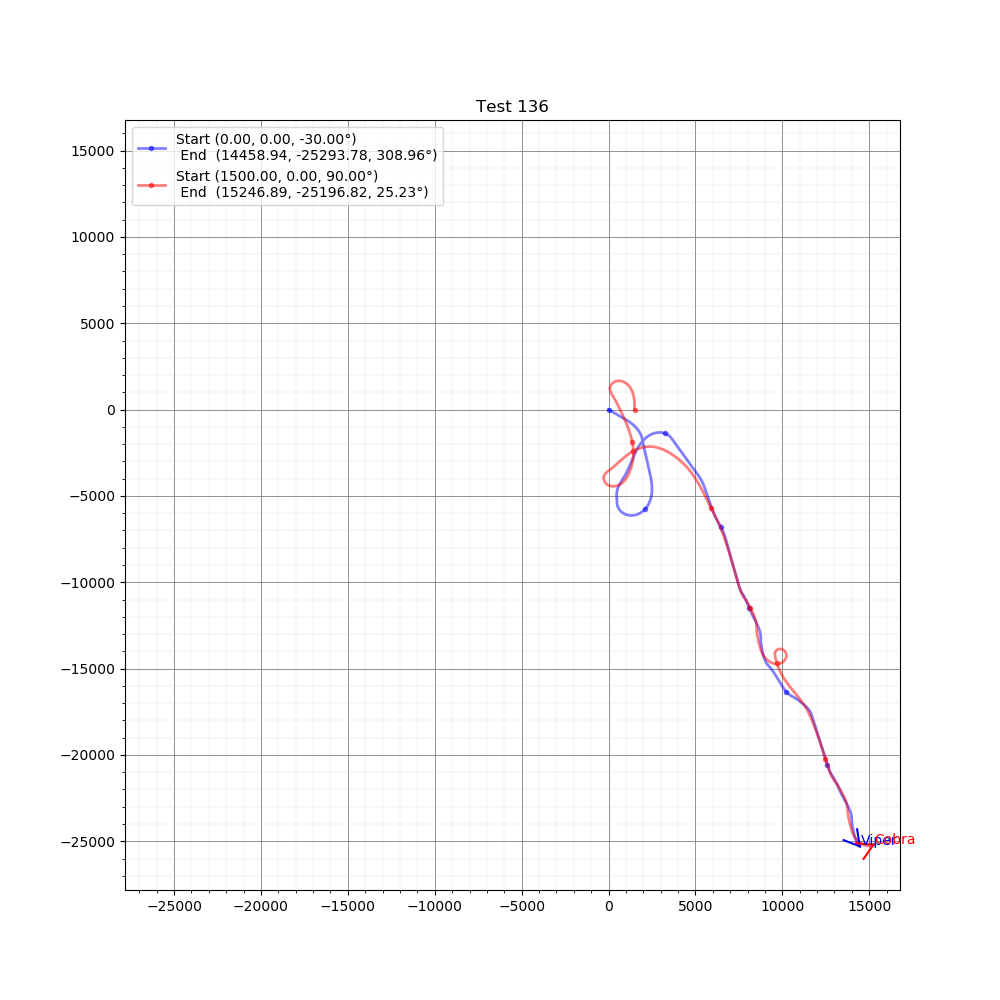 Test 136
Start (0.00, 0.00, -30.00°)
End (14458.94, -25293.78, 308.96°)
Start (1500.00, 0.00, 90.00°)
End (15246.89, -25196.82, 25.23°)
15000
10000
5000
0
−5000
−10000
−15000
−20000
−25000
Viper
Cobra
−25000 −20000 −15000 −10000 −5000 0 5000 10000 15000